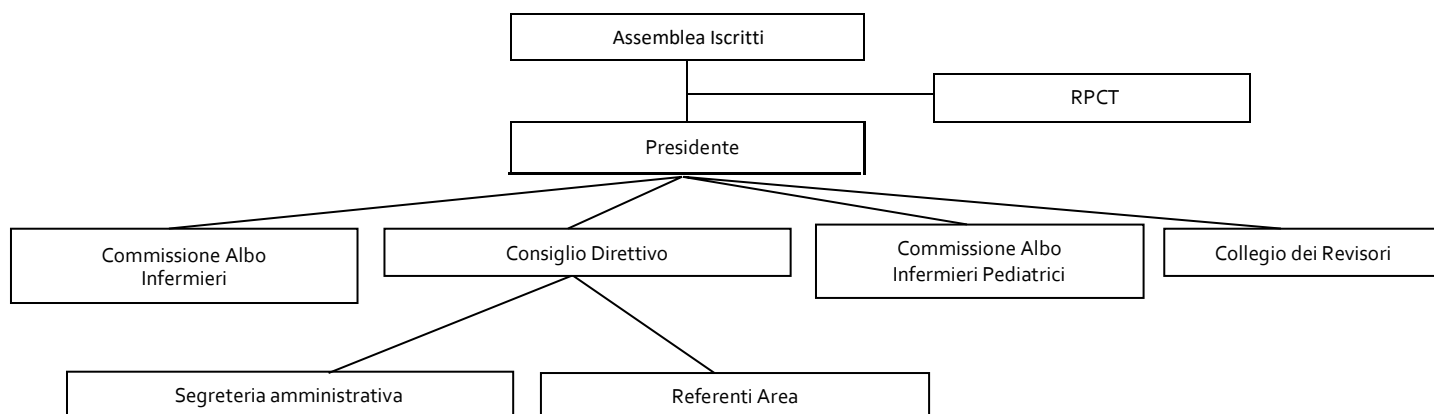 Assemblea Iscritti
RPCT
Presidente
Commissione Albo
Infermieri
Consiglio Direttivo
Commissione Albo
Infermieri Pediatrici
Collegio dei Revisori
Segreteria amministrativa
Referenti Area